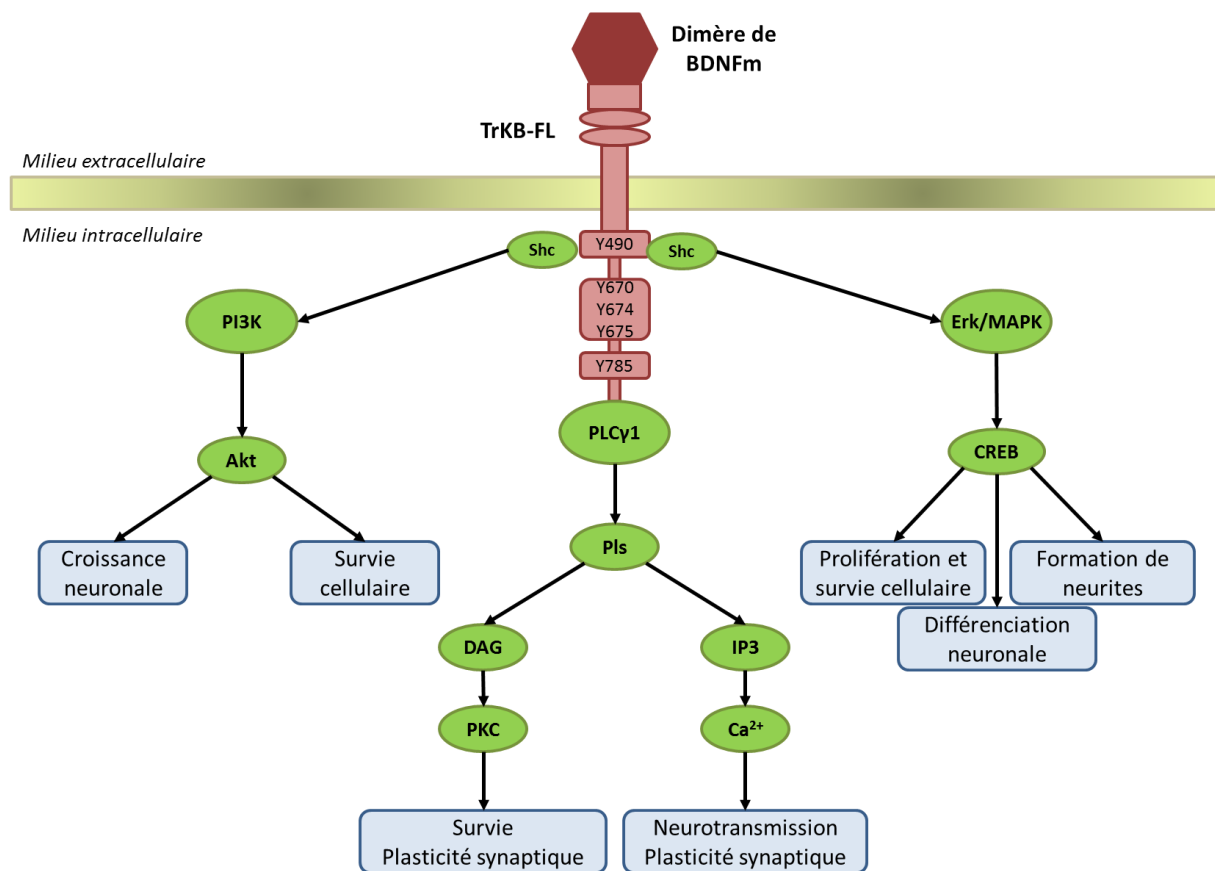 Dimère de
BDNFm
TrKB-FL
Milieu extracellulaire
Milieu intracellulaire
Shc
Y490
Shc
Y670
Y674
Y675
Y785
PI3K
Erk/MAPK
PLCγ1
Akt
CREB
Pls
Croissance
neuronale
Survie
cellulaire
Prolifération et
survie cellulaire
Formation de
neurites
Différenciation
neuronale
DAG
IP3
PKC
Ca²⁺
Survie
Plasticité synaptique
Neurotransmission
Plasticité synaptique